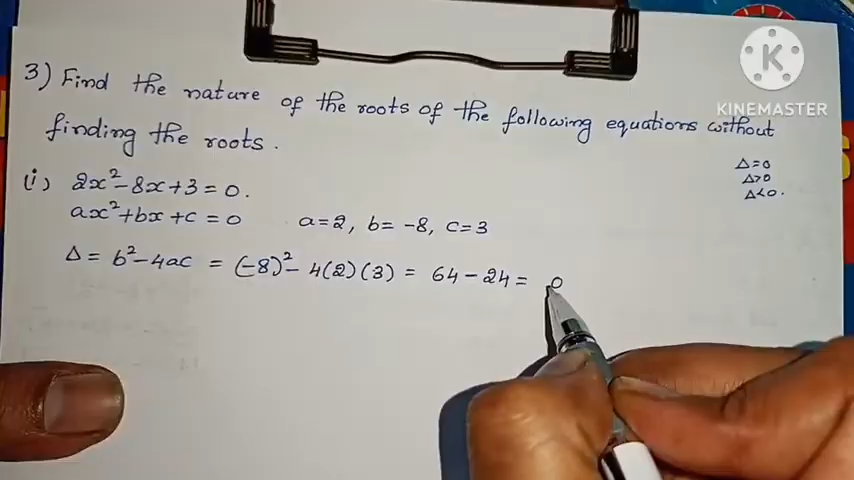 K
KINEMASTER
3) Find the nature of the roots of the following equations without
finding the roots.
Δ=0
Δ>0
Δ<0.
(i) 2x²-8x+3=0.
ax²+bx+c=0 a=2, b=-8, c=3
Δ= b²-4ac = (-8)²-4(2)(3) = 64-24= 0